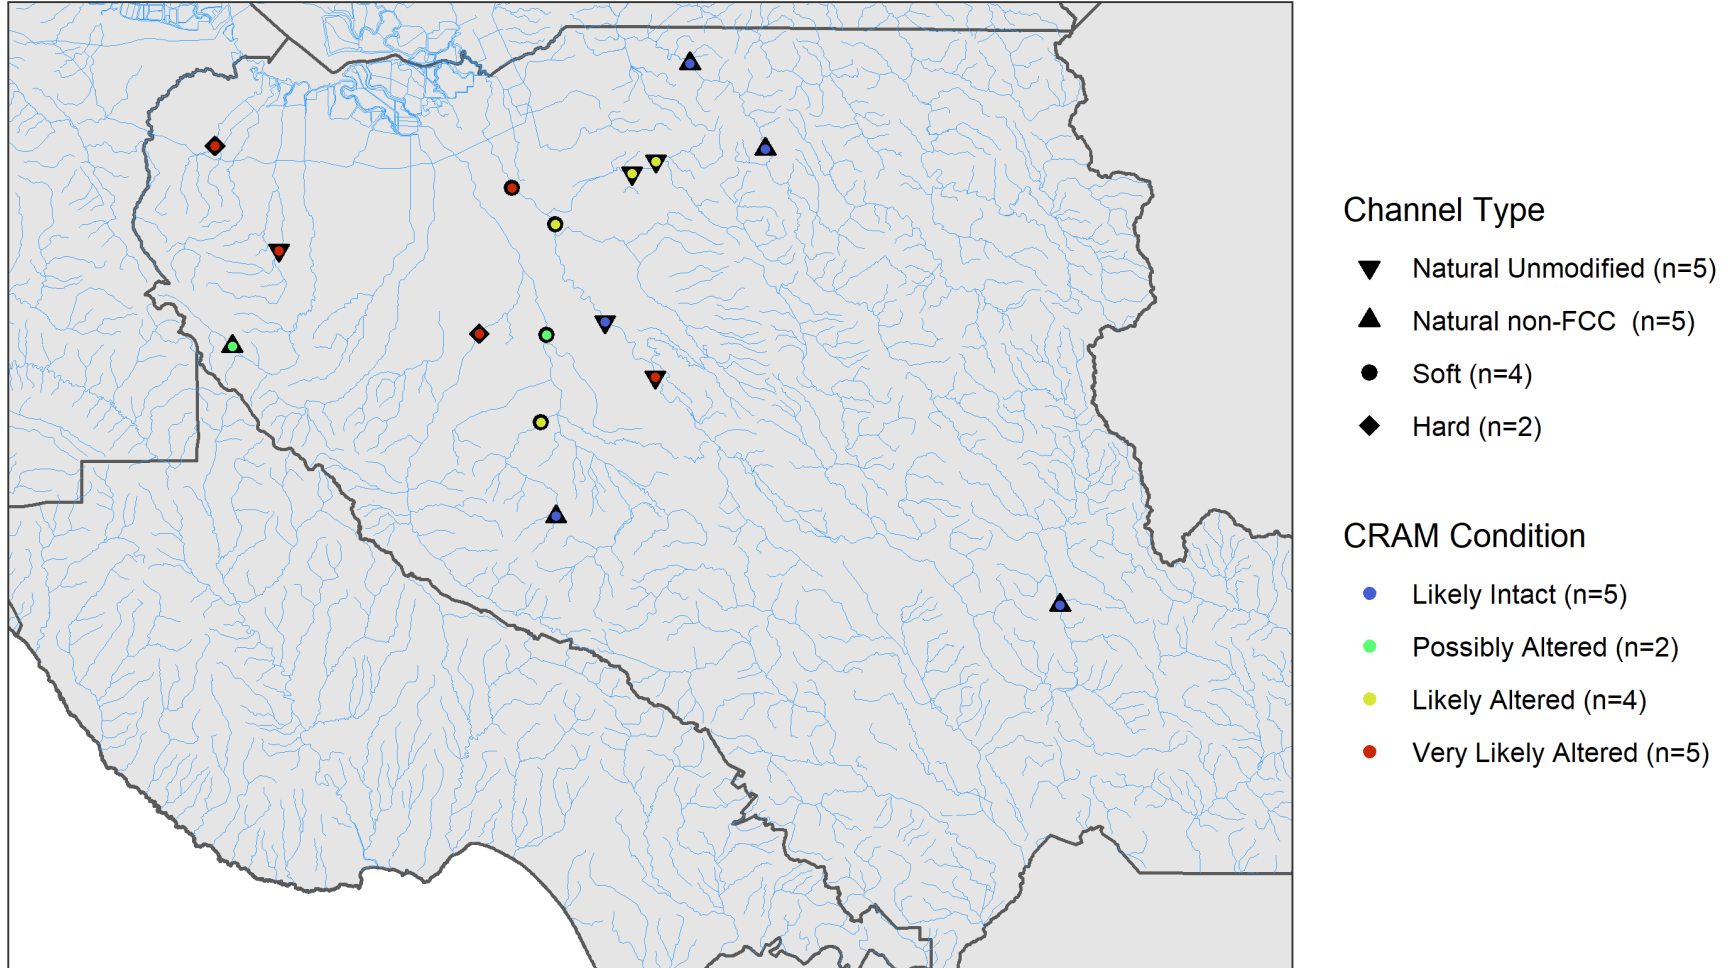 Channel Type
Natural Unmodified (n=5)
Natural non-FCC (n=5)
Soft (n=4)
Hard (n=2)
CRAM Condition
Likely Intact (n=5)
Possibly Altered (n=2)
Likely Altered (n=4)
Very Likely Altered (n=5)